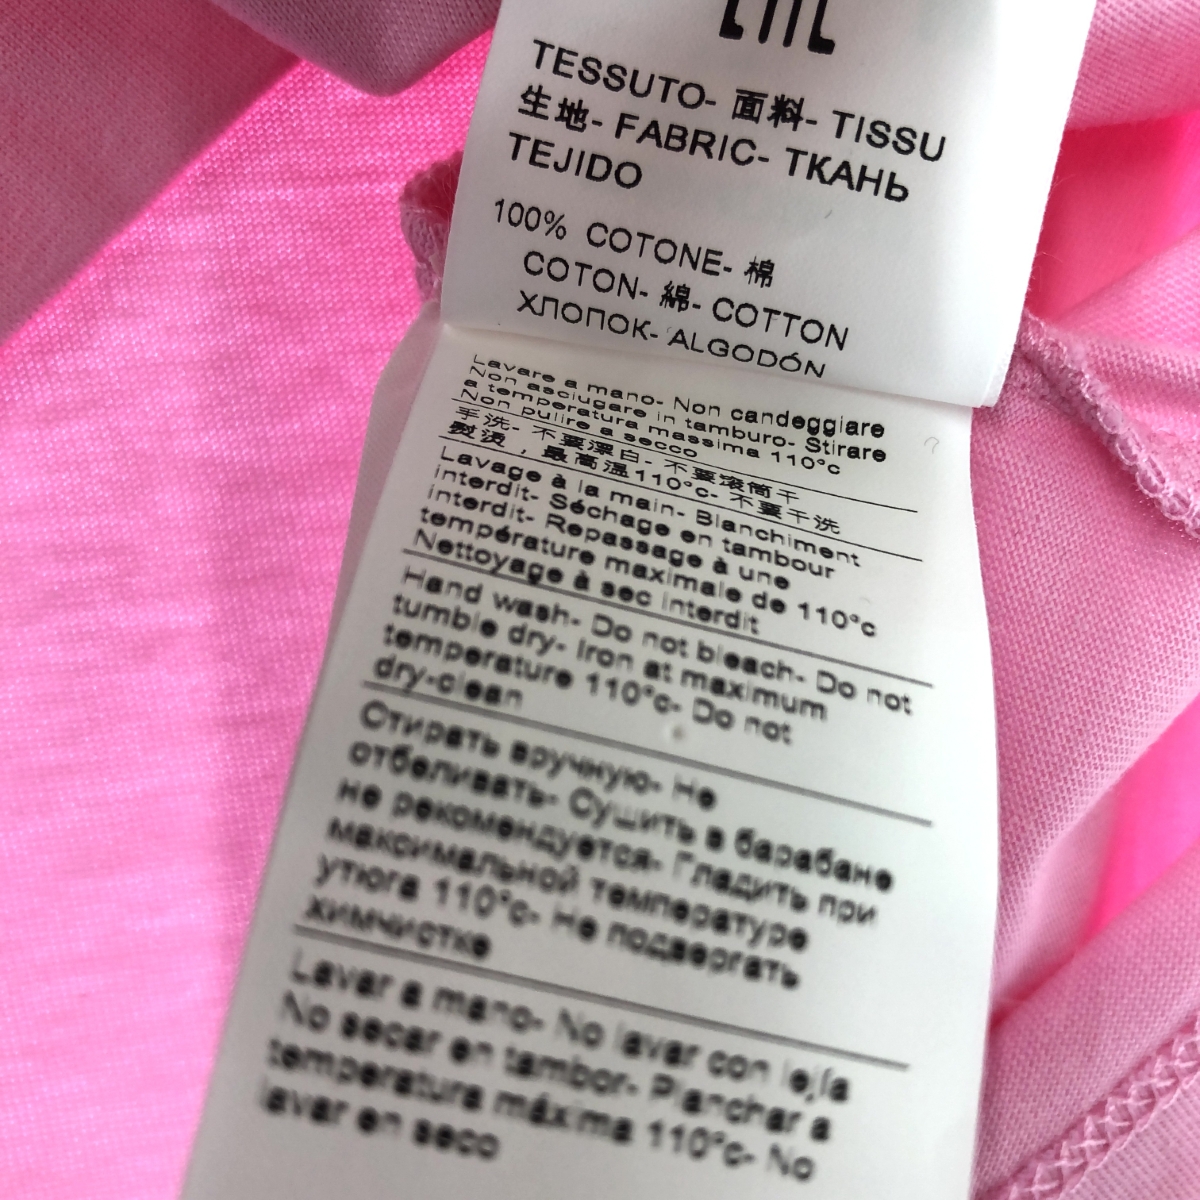 TESSUTO- 面料- TISSU
生地- FABRIC- ТКАНЬ
TEJIDO
100% COTONE- 棉
COTON- 綿- COTTON
ХЛОПОК- ALGODÓN
Lavare a mano- Non candeggiare
Non asciugare in tamburo- Stirare
a temperatura massima 110°c
Non pulire a secco
手洗- 不要漂白- 不要滚筒干
熨烫，最高温110°c- 不要干洗
Lavage à la main- Blanchiment
interdit- Séchage en tambour
interdit- Repassage à une
température maximale de 110°c
Nettoyage à sec interdit
Hand wash- Do not bleach- Do not
tumble dry- Iron at maximum
temperature 110°c- Do not
dry-clean
Стирать вручную- Не
отбеливать- Сушить в барабане
не рекомендуется- Гладить при
максимальной температуре
утюга 110°c- Не подвергать
химчистке
Lavar a mano- No lavar con lejía
No secar en tambor- Planchar a
temperatura máxima 110°c- No
lavar en seco